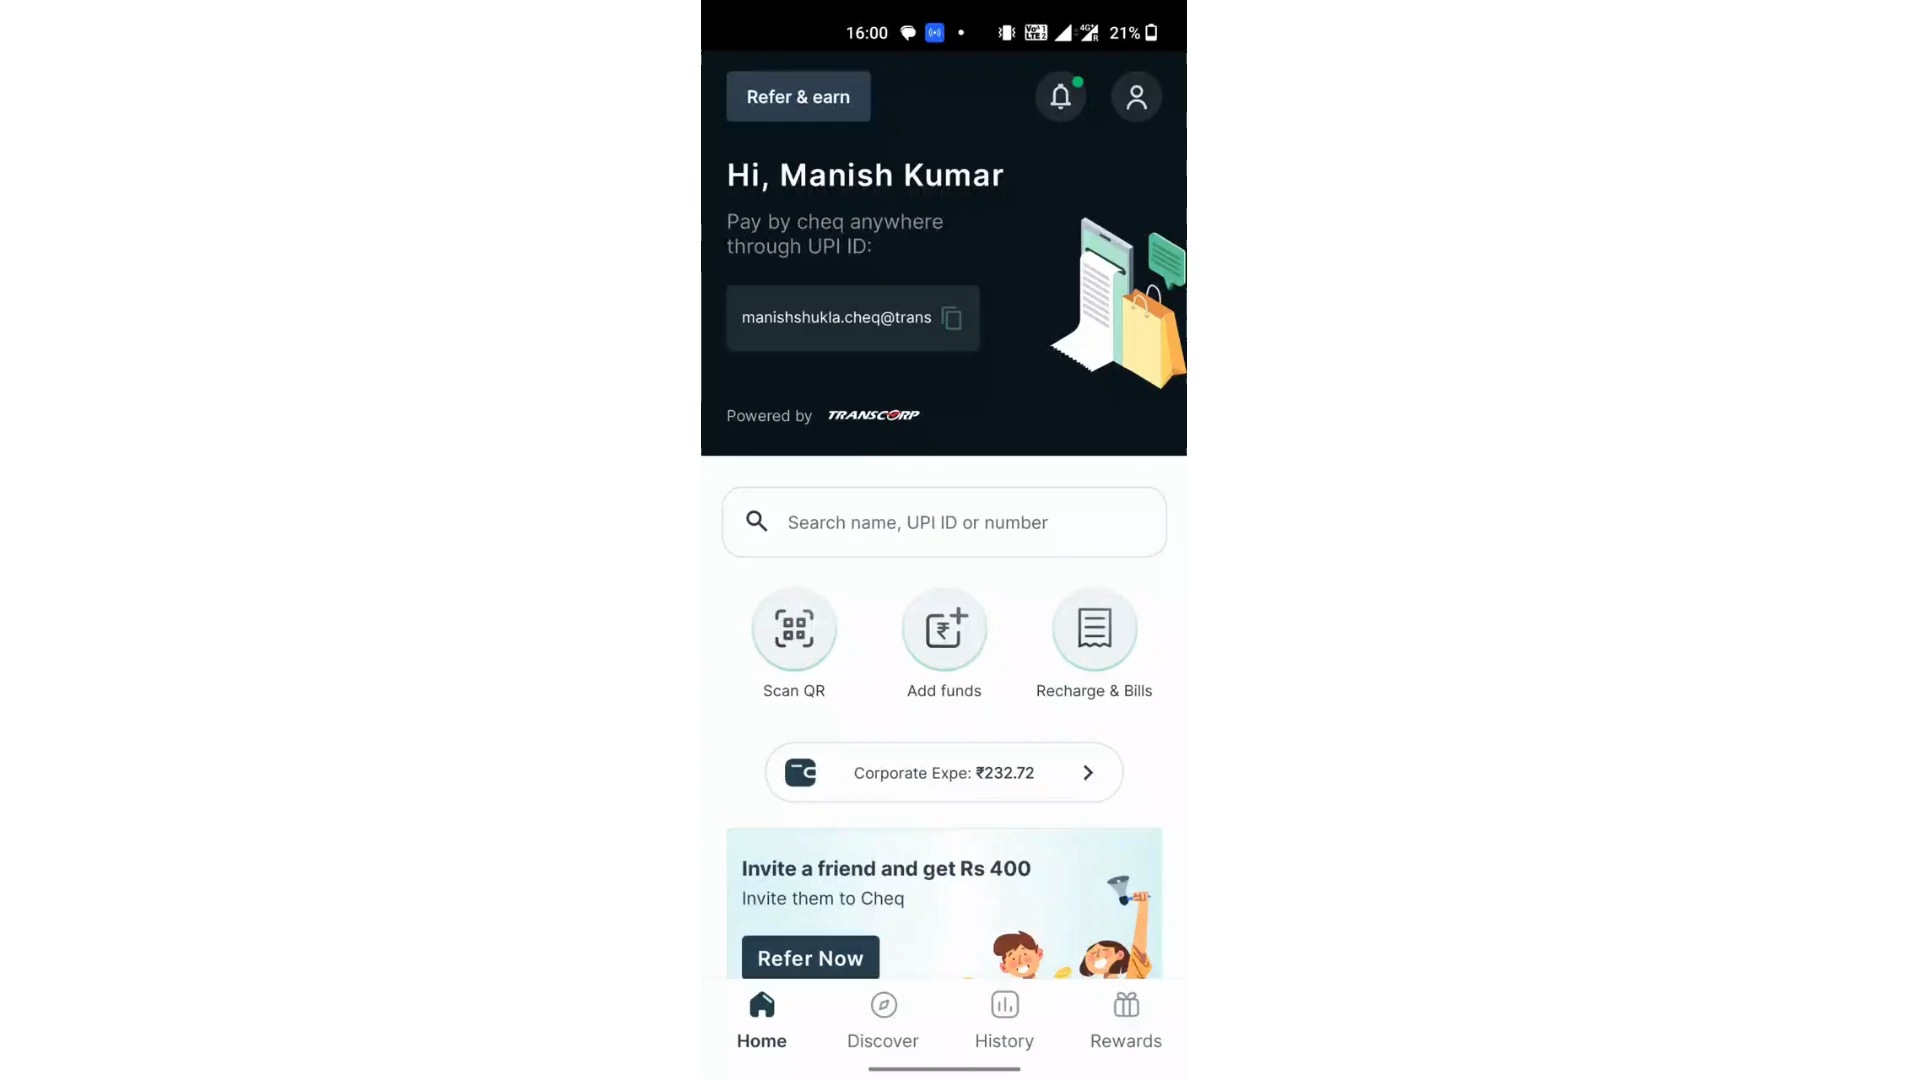 16:00
21%
Refer & earn
Hi, Manish Kumar
Pay by cheq anywhere
through UPI ID:
manishshukla.cheq@trans
Powered by TRANSCORP
Search name, UPI ID or number
Scan QR
Add funds
Recharge & Bills
Corporate Expe: ₹232.72
Invite a friend and get Rs 400
Invite them to Cheq
Refer Now
Home
Discover
History
Rewards